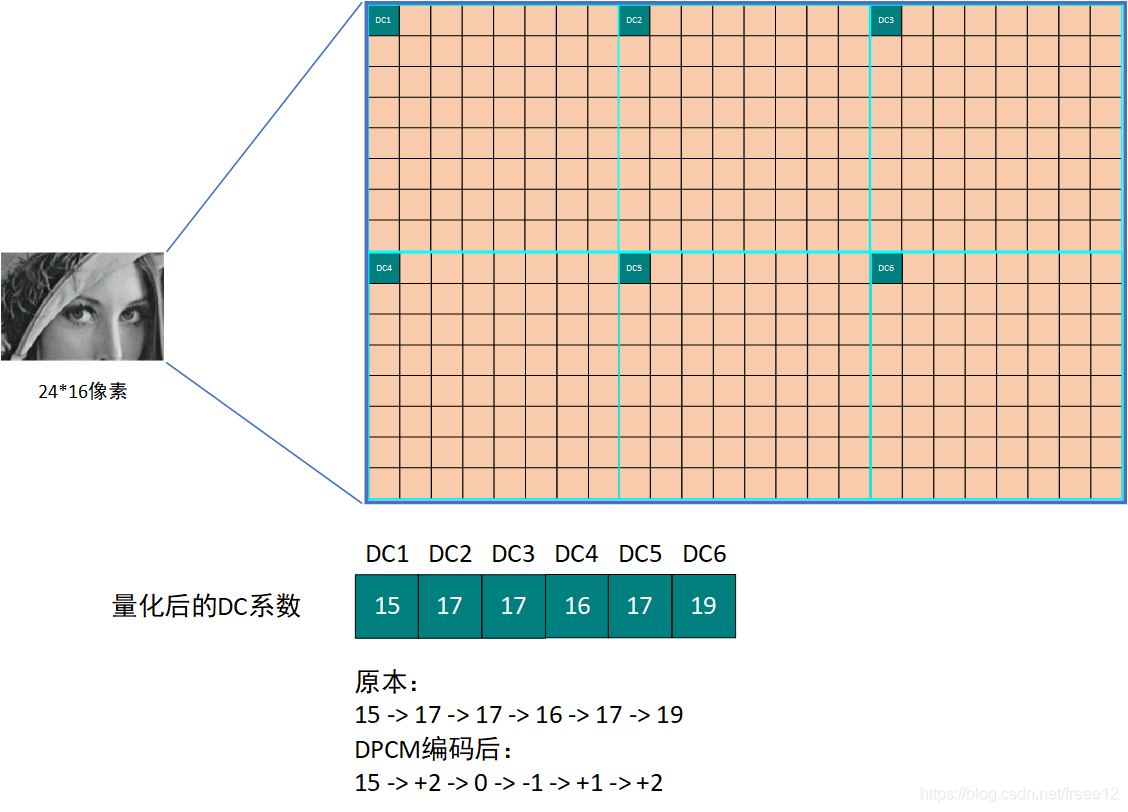 DC1 DC2 DC3
DC4 DC5 DC6
24*16像素
DC1 DC2 DC3 DC4 DC5 DC6
量化后的DC系数 15 17 17 16 17 19
原本：
15 -> 17 -> 17 -> 16 -> 17 -> 19
DPCM编码后：
15 -> +2 -> 0 -> -1 -> +1 -> +2
https://blog.csdn.net/freee12